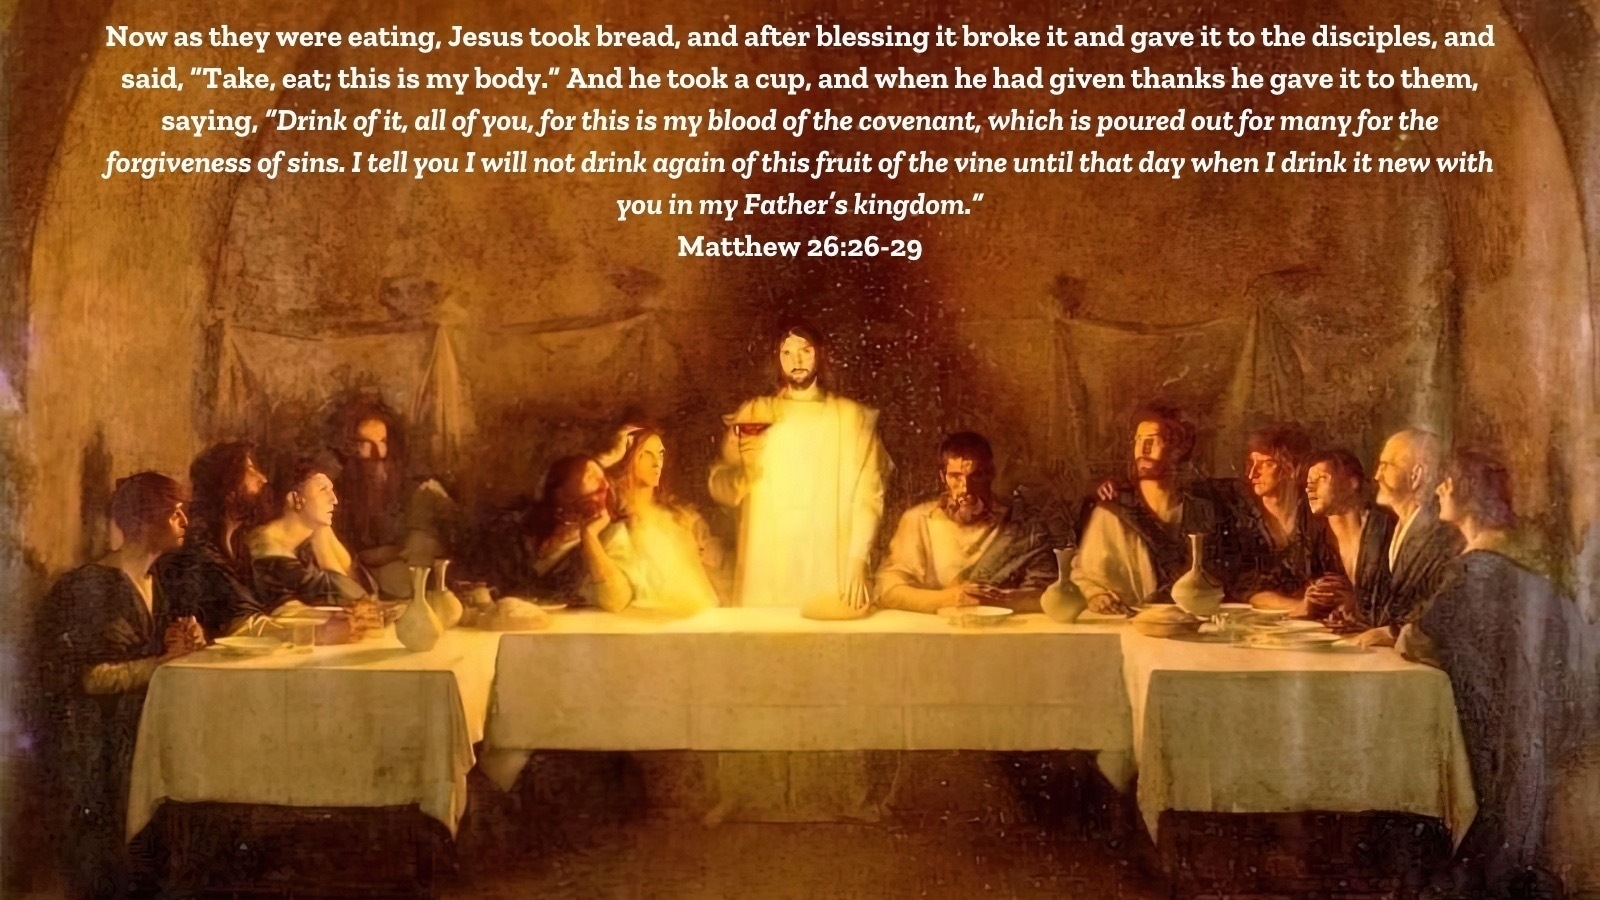 Now as they were eating, Jesus took bread, and after blessing it broke it and gave it to the disciples, and
said, "Take, eat; this is my body." And he took a cup, and when he had given thanks he gave it to them,
saying, "Drink of it, all of you, for this is my blood of the covenant, which is poured out for many for the
forgiveness of sins. I tell you I will not drink again of this fruit of the vine until that day when I drink it new with
you in my Father's kingdom."
Matthew 26:26-29